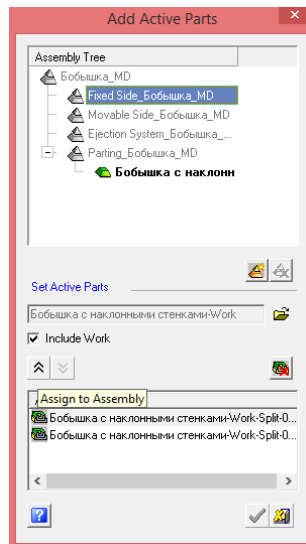 Add Active Parts
Assembly Tree
Бобышка_MD
Fixed Side_Бобышка_MD
Movable Side_Бобышка_MD
Ejection System_Бобышка_...
Parting_Бобышка_MD
Бобышка с наклонн
Set Active Parts
Бобышка с наклонными стенками-Work
Include Work
Assign to Assembly
Бобышка с наклонными стенками-Work-Split-0...
Бобышка с наклонными стенками-Work-Split-0...